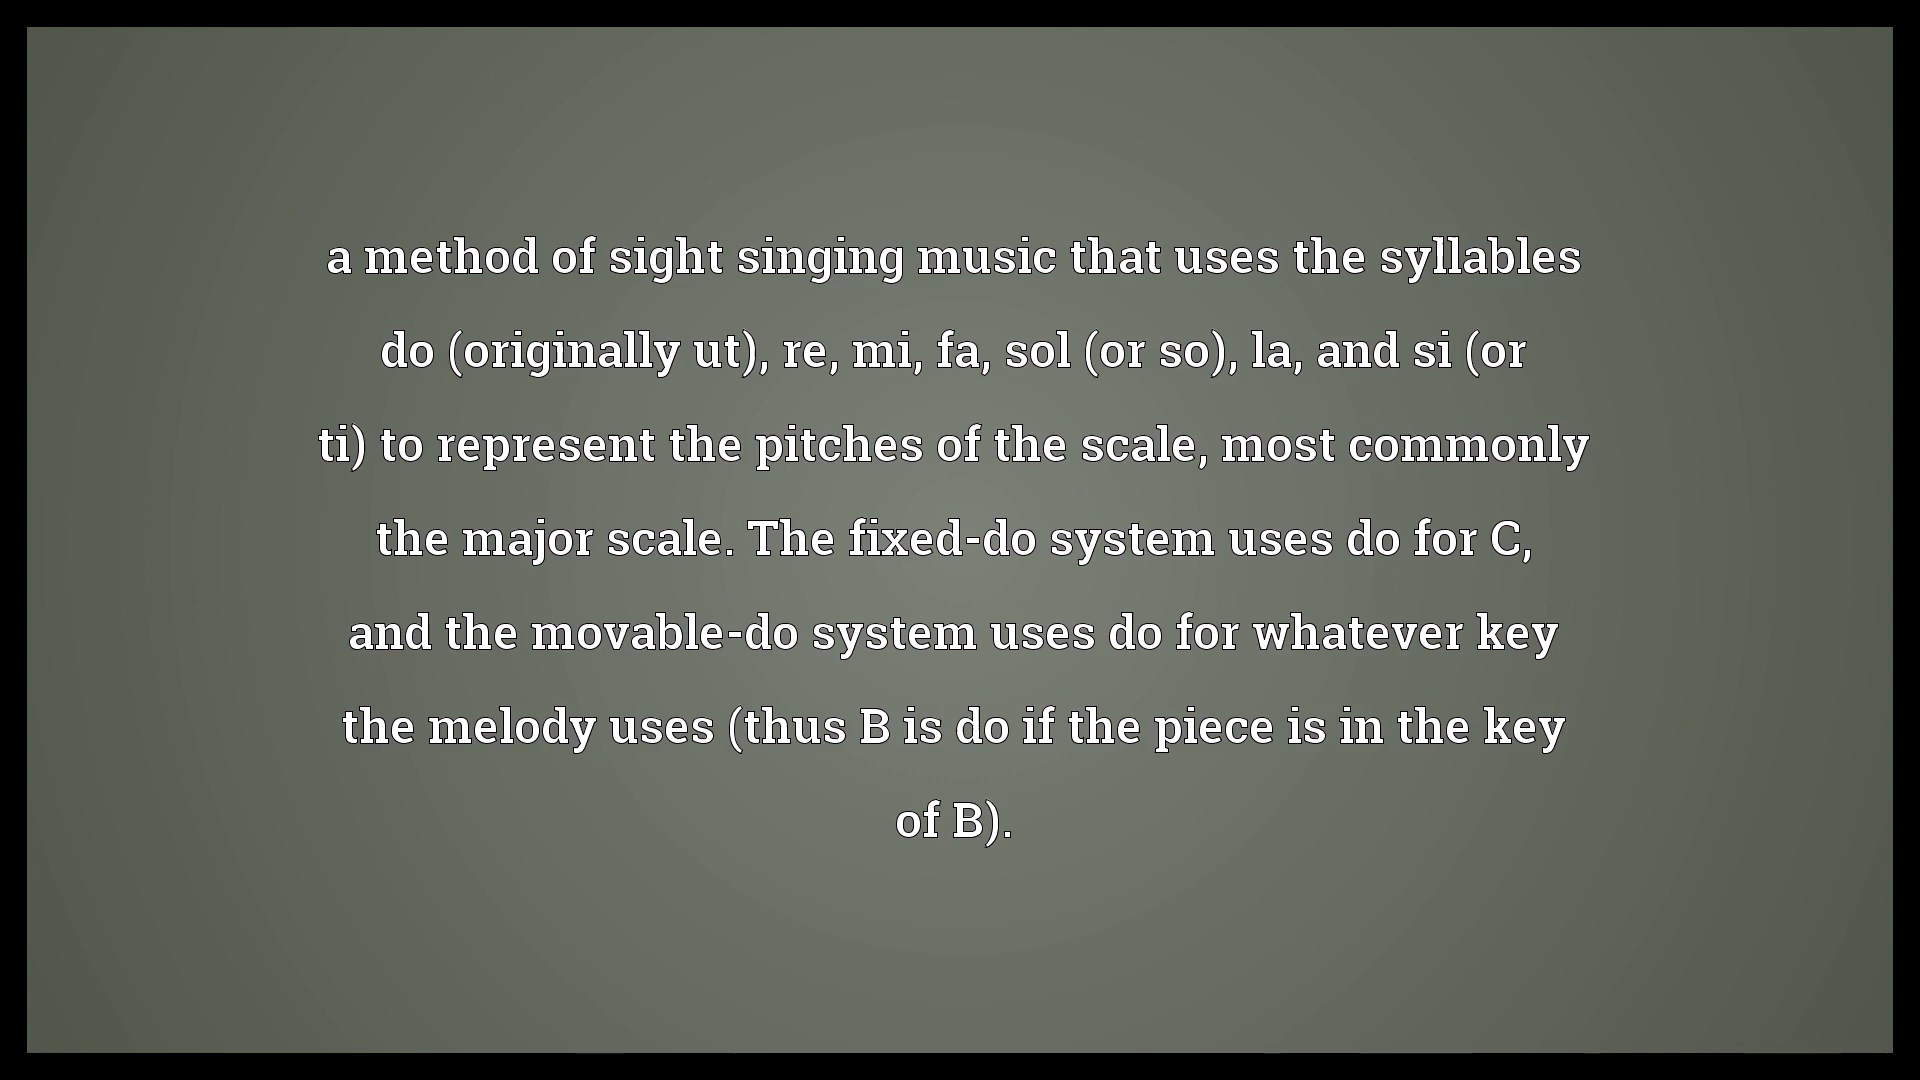 a method of sight singing music that uses the syllables
do (originally ut), re, mi, fa, sol (or so), la, and si (or
ti) to represent the pitches of the scale, most commonly
the major scale. The fixed-do system uses do for C,
and the movable-do system uses do for whatever key
the melody uses (thus B is do if the piece is in the key
of B).